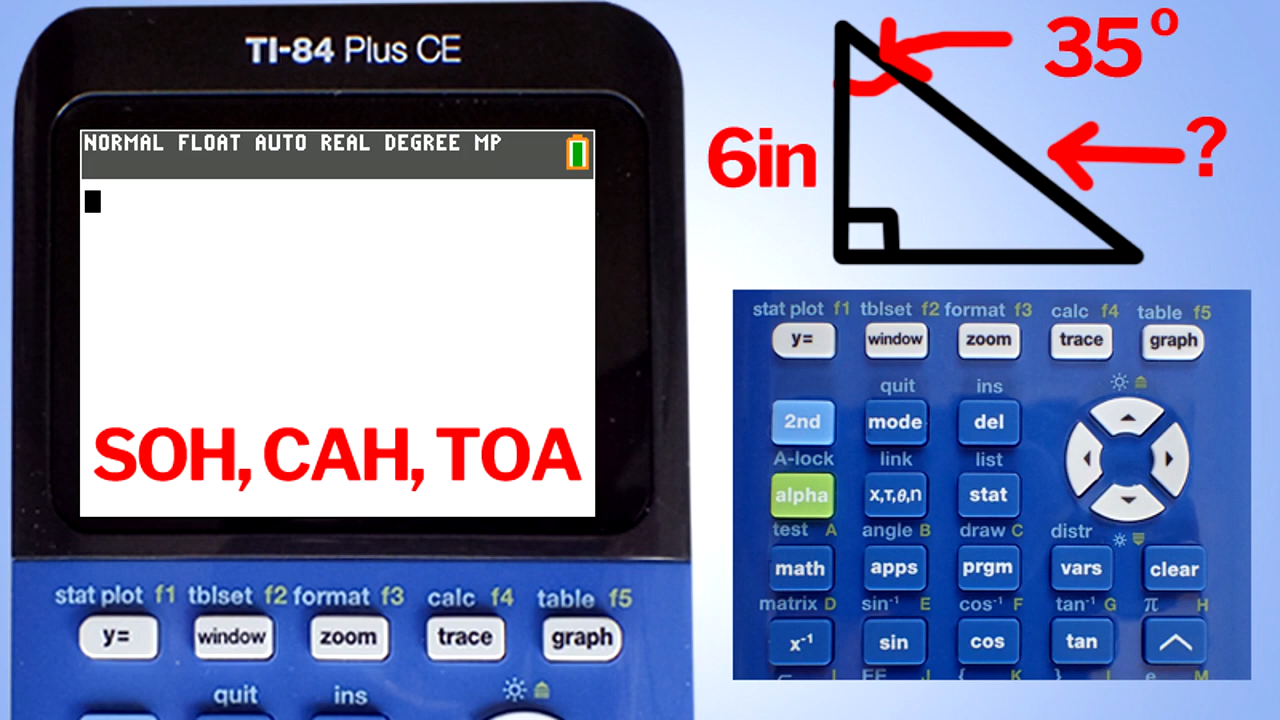 TI-84 Plus CE
NORMAL FLOAT AUTO REAL DEGREE MP
SOH, CAH, TOA
stat plot f1 tblset f2 format f3 calc f4 table f5
y= window zoom trace graph
quit ins
35°
6in
?
stat plot f1 tblset f2 format f3 calc f4 table f5
y= window zoom trace graph
quit ins
2nd mode del
A-lock link list
alpha X,T,θ,n stat
test A angle B draw C distr
math apps prgm vars clear
matrix D sin⁻¹ E cos⁻¹ F tan⁻¹ G π H
x⁻¹ sin cos tan ^
EE J { K } L e M